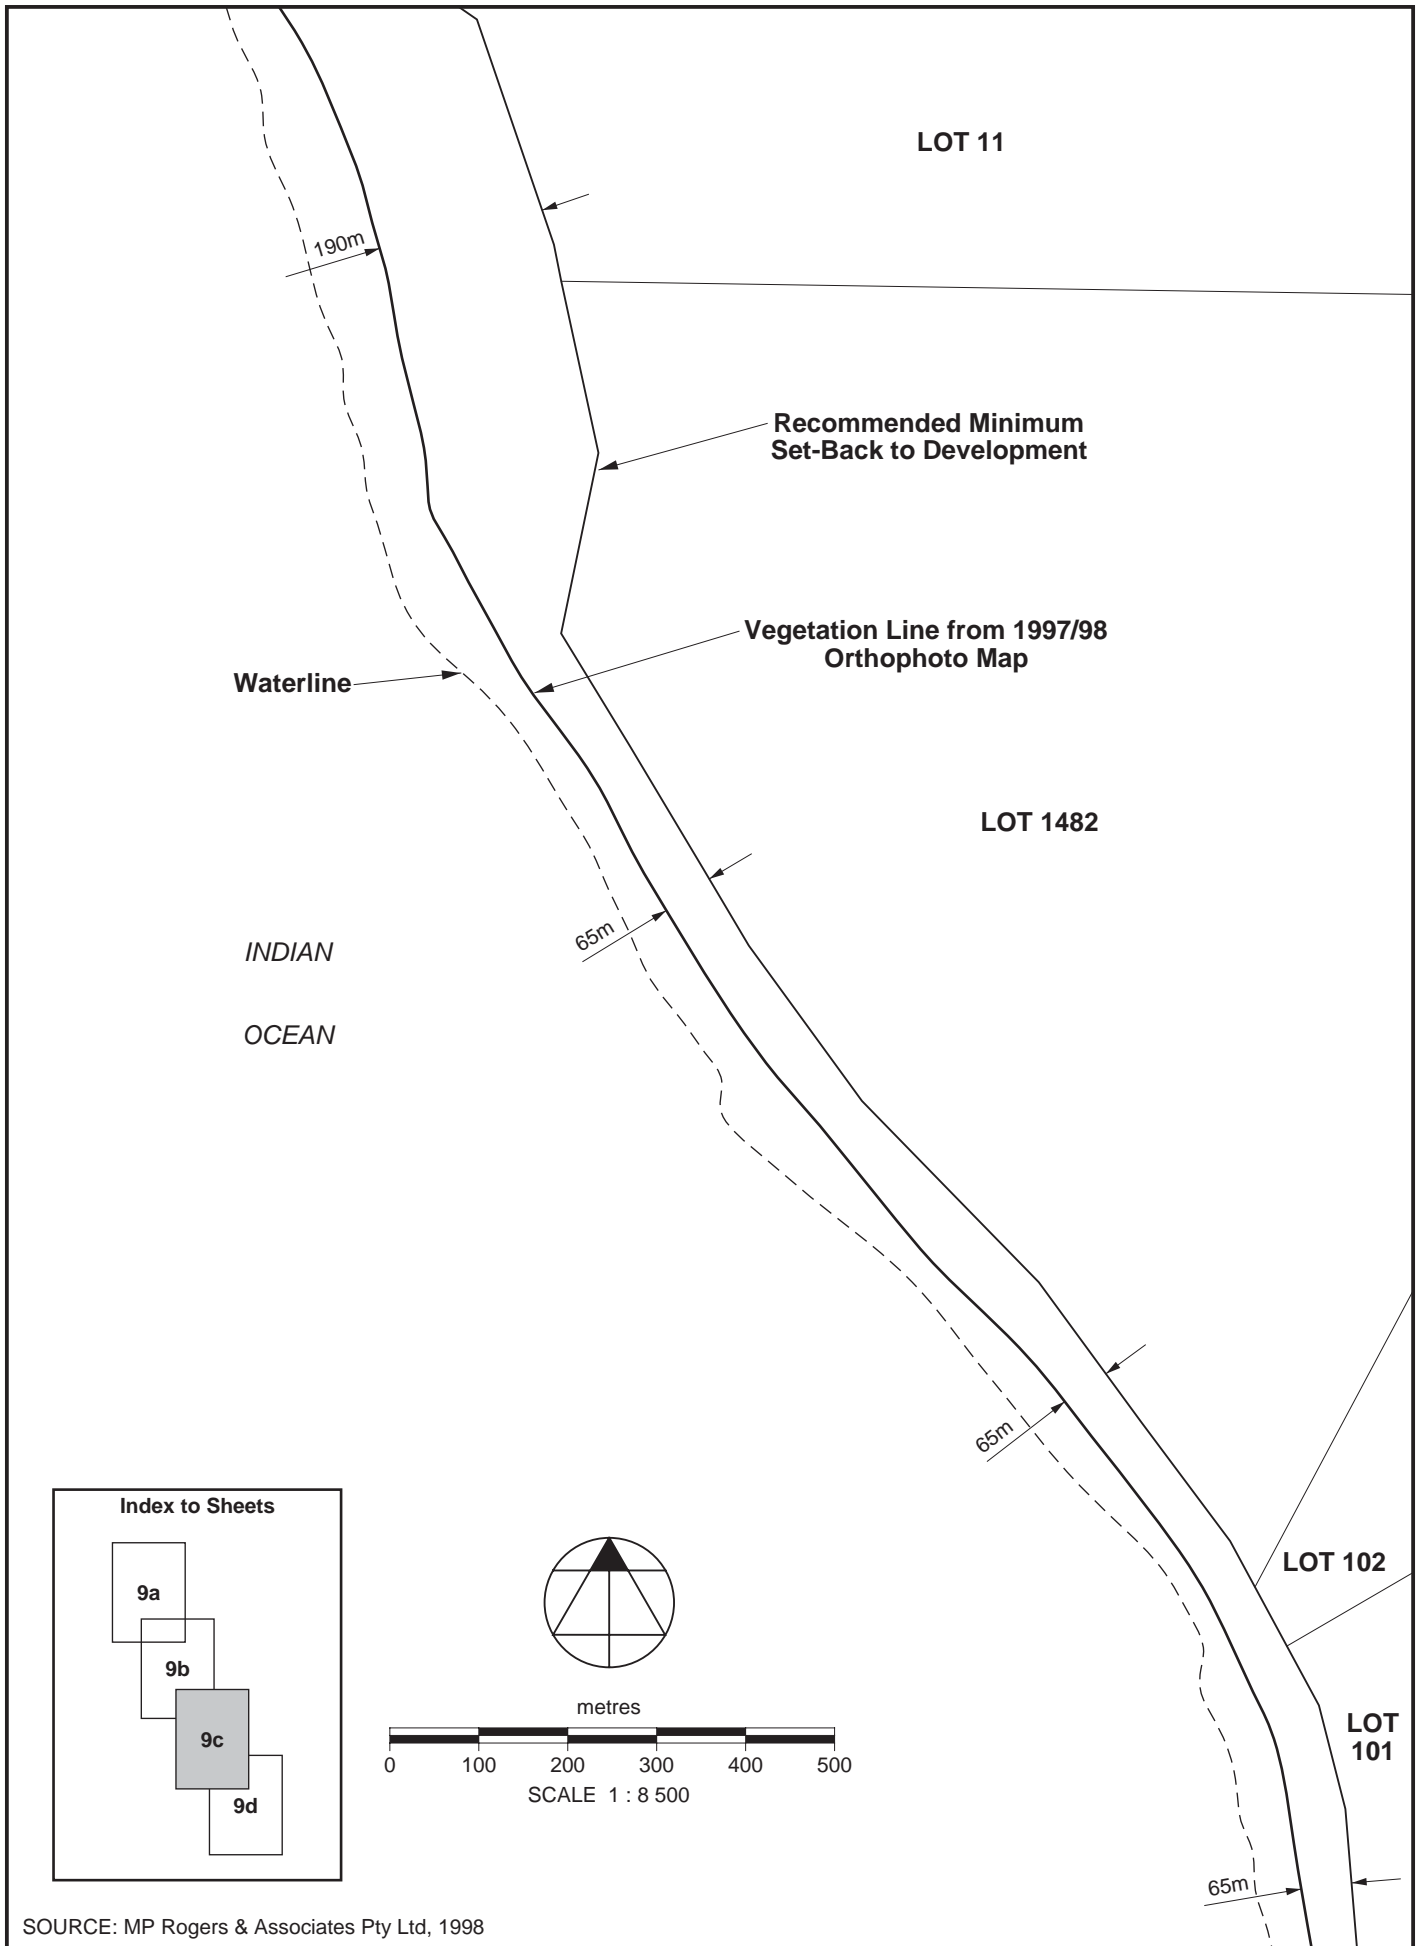 LOT 11
190m
Recommended Minimum
Set-Back to Development
Vegetation Line from 1997/98
Orthophoto Map
Waterline
LOT 1482
65m
INDIAN
OCEAN
65m
Index to Sheets
9a
9b
9c
9d
LOT 102
metres
0 100 200 300 400 500
SCALE 1 : 8 500
LOT
101
65m
SOURCE: MP Rogers & Associates Pty Ltd, 1998